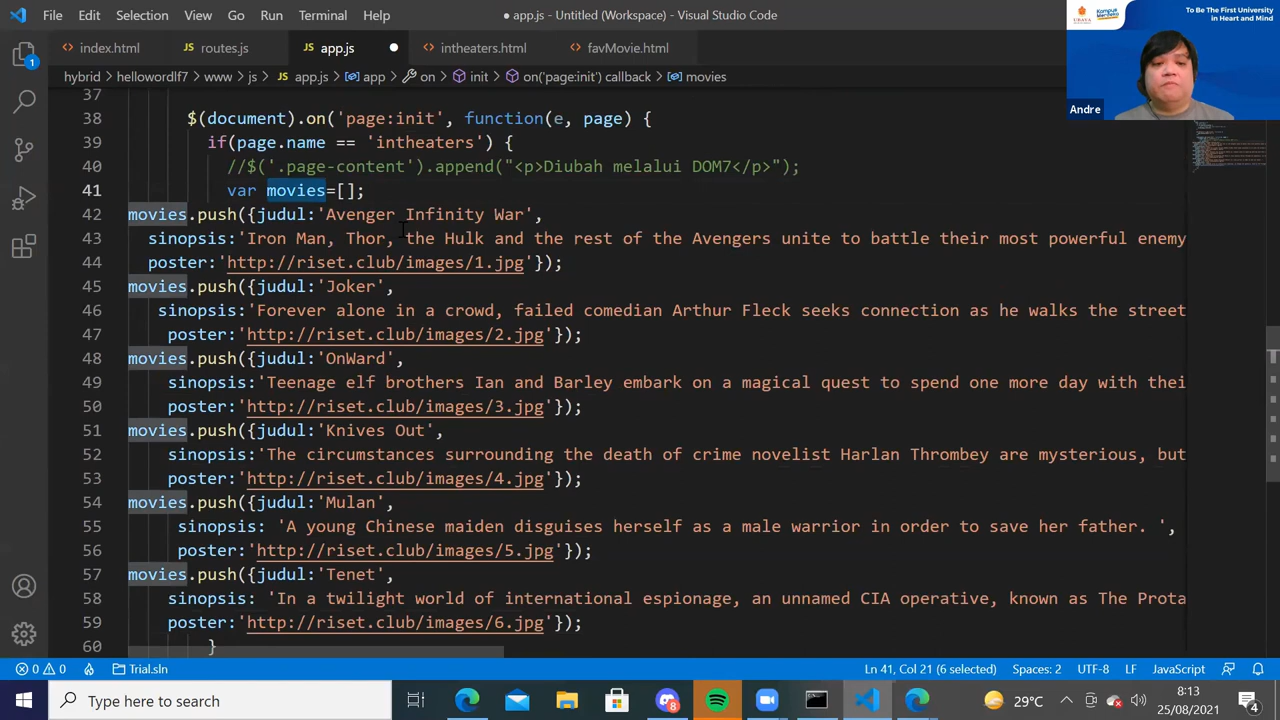 File Edit Selection View Go Run Terminal Help
● app.js - Untitled (Workspace) - Visual Studio Code
UBAYA
Kampus Merdeka
To Be The First University
in Heart and Mind
Andre
index.html
routes.js
app.js
intheaters.html
favMovie.html
hybrid > hellowordlf7 > www > js > app.js > app > on > init > on('page:init') callback > movies
37
38 $(document).on('page:init', function(e, page) {
39 if(page.name == 'intheaters')
40 ubah melalui DOM7</p>");
41 var movies=[];
42 movies.push({judul:'Avenger Infinity War',
43 sinopsis:'Iron Man, Thor, the Hulk and the rest of the Avengers unite to battle their most powerful enemy
44 poster:'http://riset.club/images/1.jpg'});
45 movies.push({judul:'Joker',
46 sinopsis:'Forever alone in a crowd, failed comedian Arthur Fleck seeks connection as he walks the street
47 poster:'http://riset.club/images/2.jpg'});
48 movies.push({judul:'OnWard',
49 sinopsis:'Teenage elf brothers Ian and Barley embark on a magical quest to spend one more day with thei
50 poster:'http://riset.club/images/3.jpg'});
51 movies.push({judul:'Knives Out',
52 sinopsis:'The circumstances surrounding the death of crime novelist Harlan Thrombey are mysterious, but
53 poster:'http://riset.club/images/4.jpg'});
54 movies.push({judul:'Mulan',
55 sinopsis: 'A young Chinese maiden disguises herself as a male warrior in order to save her father. ',
56 poster:'http://riset.club/images/5.jpg'});
57 movies.push({judul:'Tenet',
58 sinopsis: 'In a twilight world of international espionage, an unnamed CIA operative, known as The Prota
59 poster:'http://riset.club/images/6.jpg'});
60 }
0 0 Trial.sln Ln 41, Col 21 (6 selected) Spaces: 2 UTF-8 LF JavaScript
Type here to search
29°C
8:13
25/08/2021